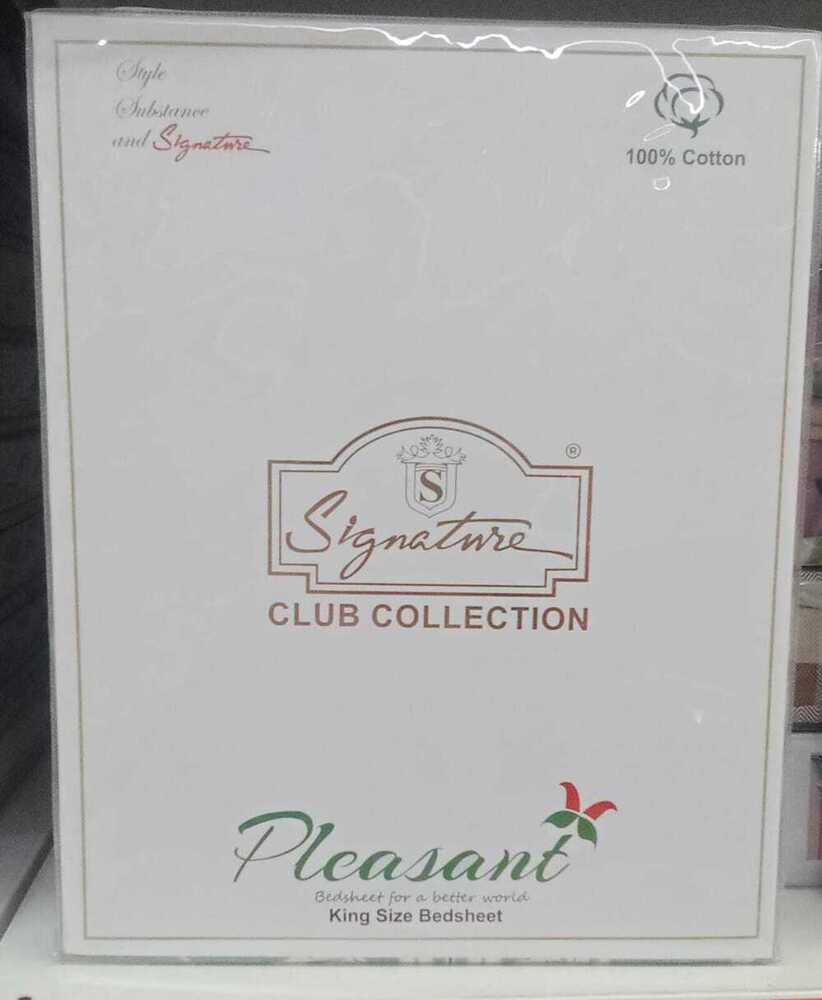 Style
Substance
and Signature
100% Cotton
S
®
Signature
CLUB COLLECTION
Pleasant
Bedsheet for a better world
King Size Bedsheet